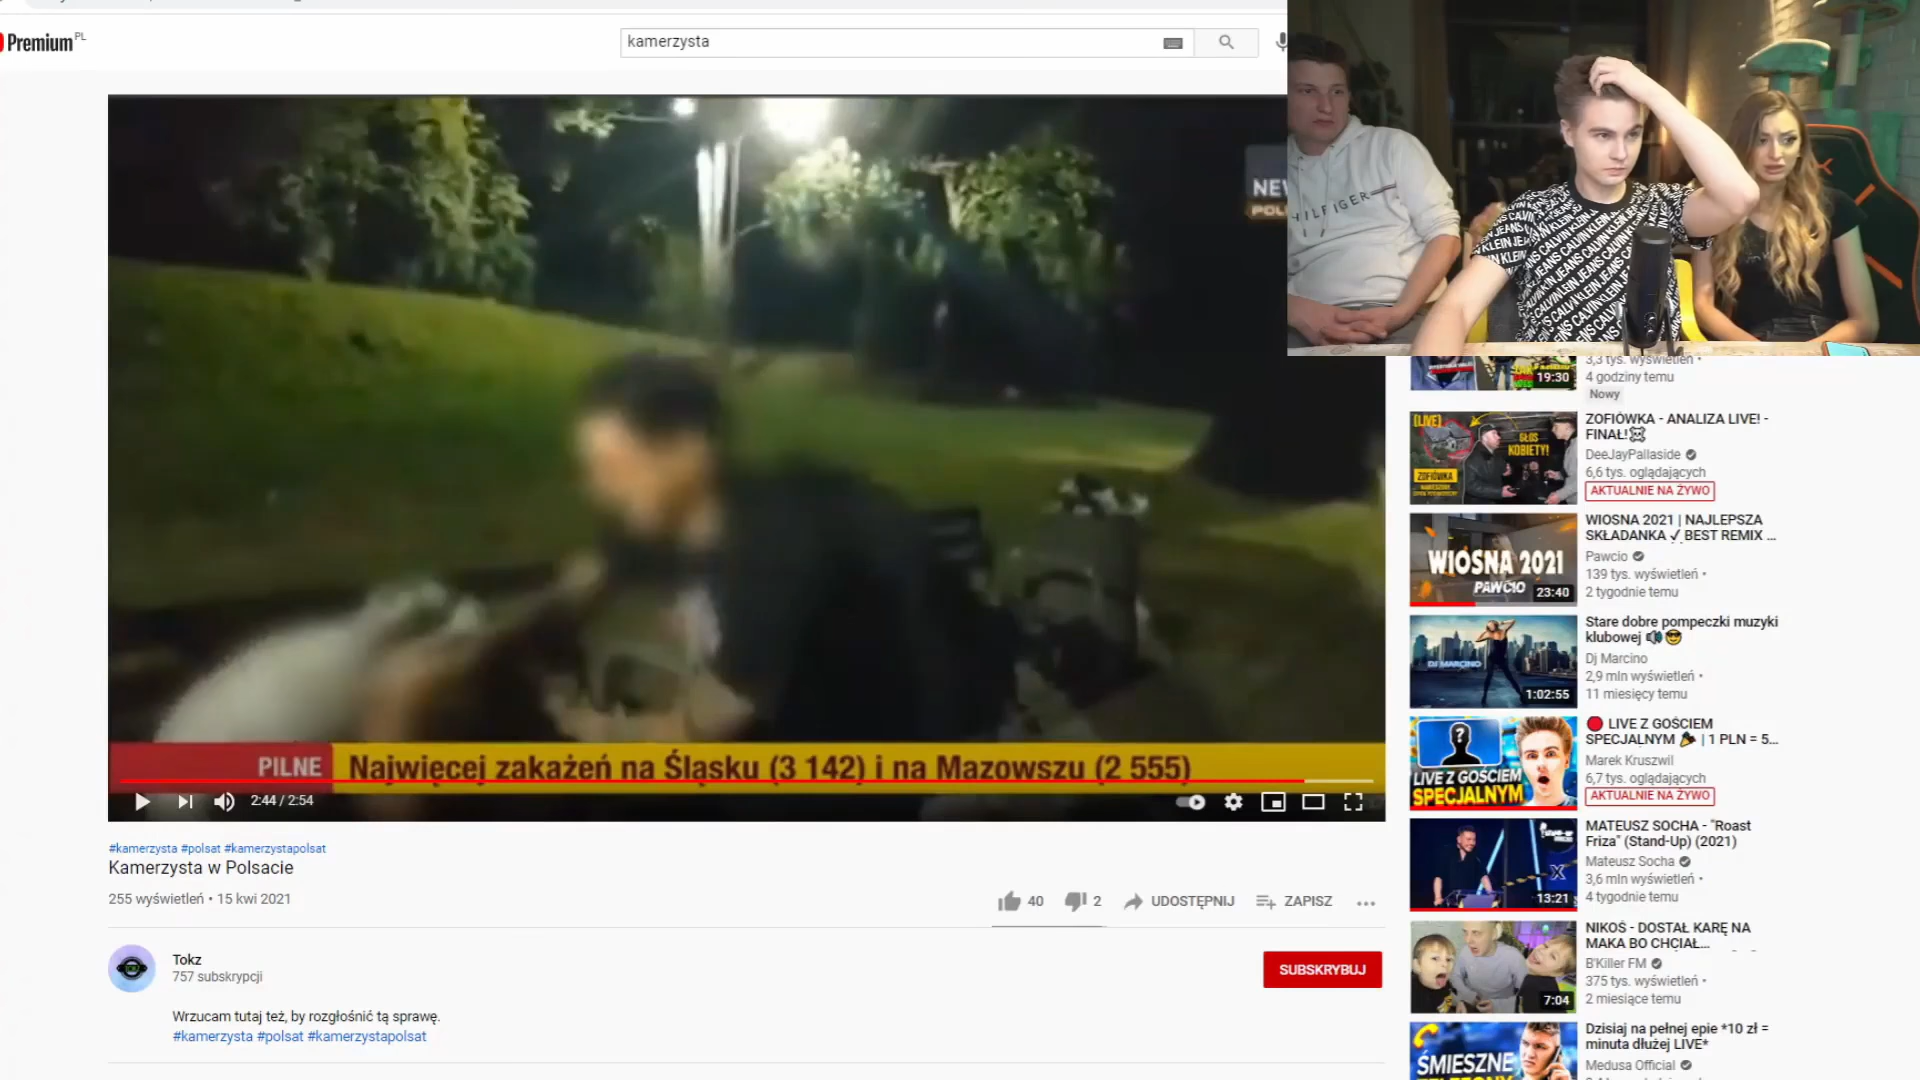 Premium PL
kamerzysta
PILNE
Najwięcej zakażeń na Śląsku (3 142) i na Mazowszu (2 555)
2:44 / 2:54
#kamerzysta #polsat #kamerzystapolsat
Kamerzysta w Polsacie
255 wyświetleń • 15 kwi 2021
40
2
UDOSTĘPNIJ
ZAPISZ
Tokz
757 subskrypcji
SUBSKRYBUJ
Wrzucam tutaj też, by rozgłośnić tą sprawę.
#kamerzysta #polsat #kamerzystapolsat
HILFIGER
CALVIN KLEIN JEANS
3,3 tys. wyświetleń •
4 godziny temu
Nowy
19:30
ZOFIÓWKA - ANALIZA LIVE! -
FINAŁ!
DeeJayPallaside
6,6 tys. oglądających
AKTUALNIE NA ŻYWO
[LIVE]
GŁOS
KOBIETY!
ZOFIÓWKA
WIOSNA 2021 | NAJLEPSZA
SKŁADANKA ✓ BEST REMIX ...
Pawcio
139 tys. wyświetleń •
2 tygodnie temu
WIOSNA 2021
PAWCIO
23:40
Stare dobre pompeczki muzyki
klubowej
Dj Marcino
2,9 mln wyświetleń •
11 miesięcy temu
DJ MARCINO
1:02:55
LIVE Z GOŚCIEM
SPECJALNYM | 1 PLN = 5...
Marek Kruszwil
6,7 tys. oglądających
AKTUALNIE NA ŻYWO
?
LIVE Z GOŚCIEM
SPECJALNYM
MATEUSZ SOCHA - "Roast
Friza" (Stand-Up) (2021)
Mateusz Socha
3,6 mln wyświetleń •
4 tygodnie temu
13:21
NIKOŚ - DOSTAŁ KARĘ NA
MAKA BO CHCIAŁ...
B'Killer FM
375 tys. wyświetleń •
2 miesiące temu
7:04
Dzisiaj na pełnej epie *10 zł =
minuta dłużej LIVE*
Medusa Official
ŚMIESZNE